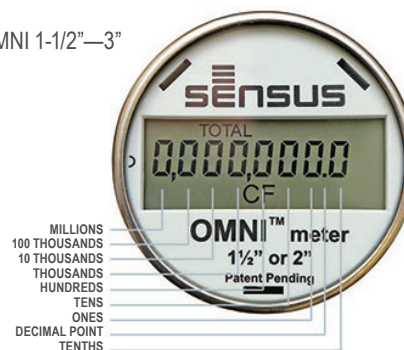 MNI 1-1/2"—3"
sensus
TOTAL
0,000,000.0
CF
OMNI™ meter
1½" or 2"
Patent Pending
MILLIONS
100 THOUSANDS
10 THOUSANDS
THOUSANDS
HUNDREDS
TENS
ONES
DECIMAL POINT
TENTHS